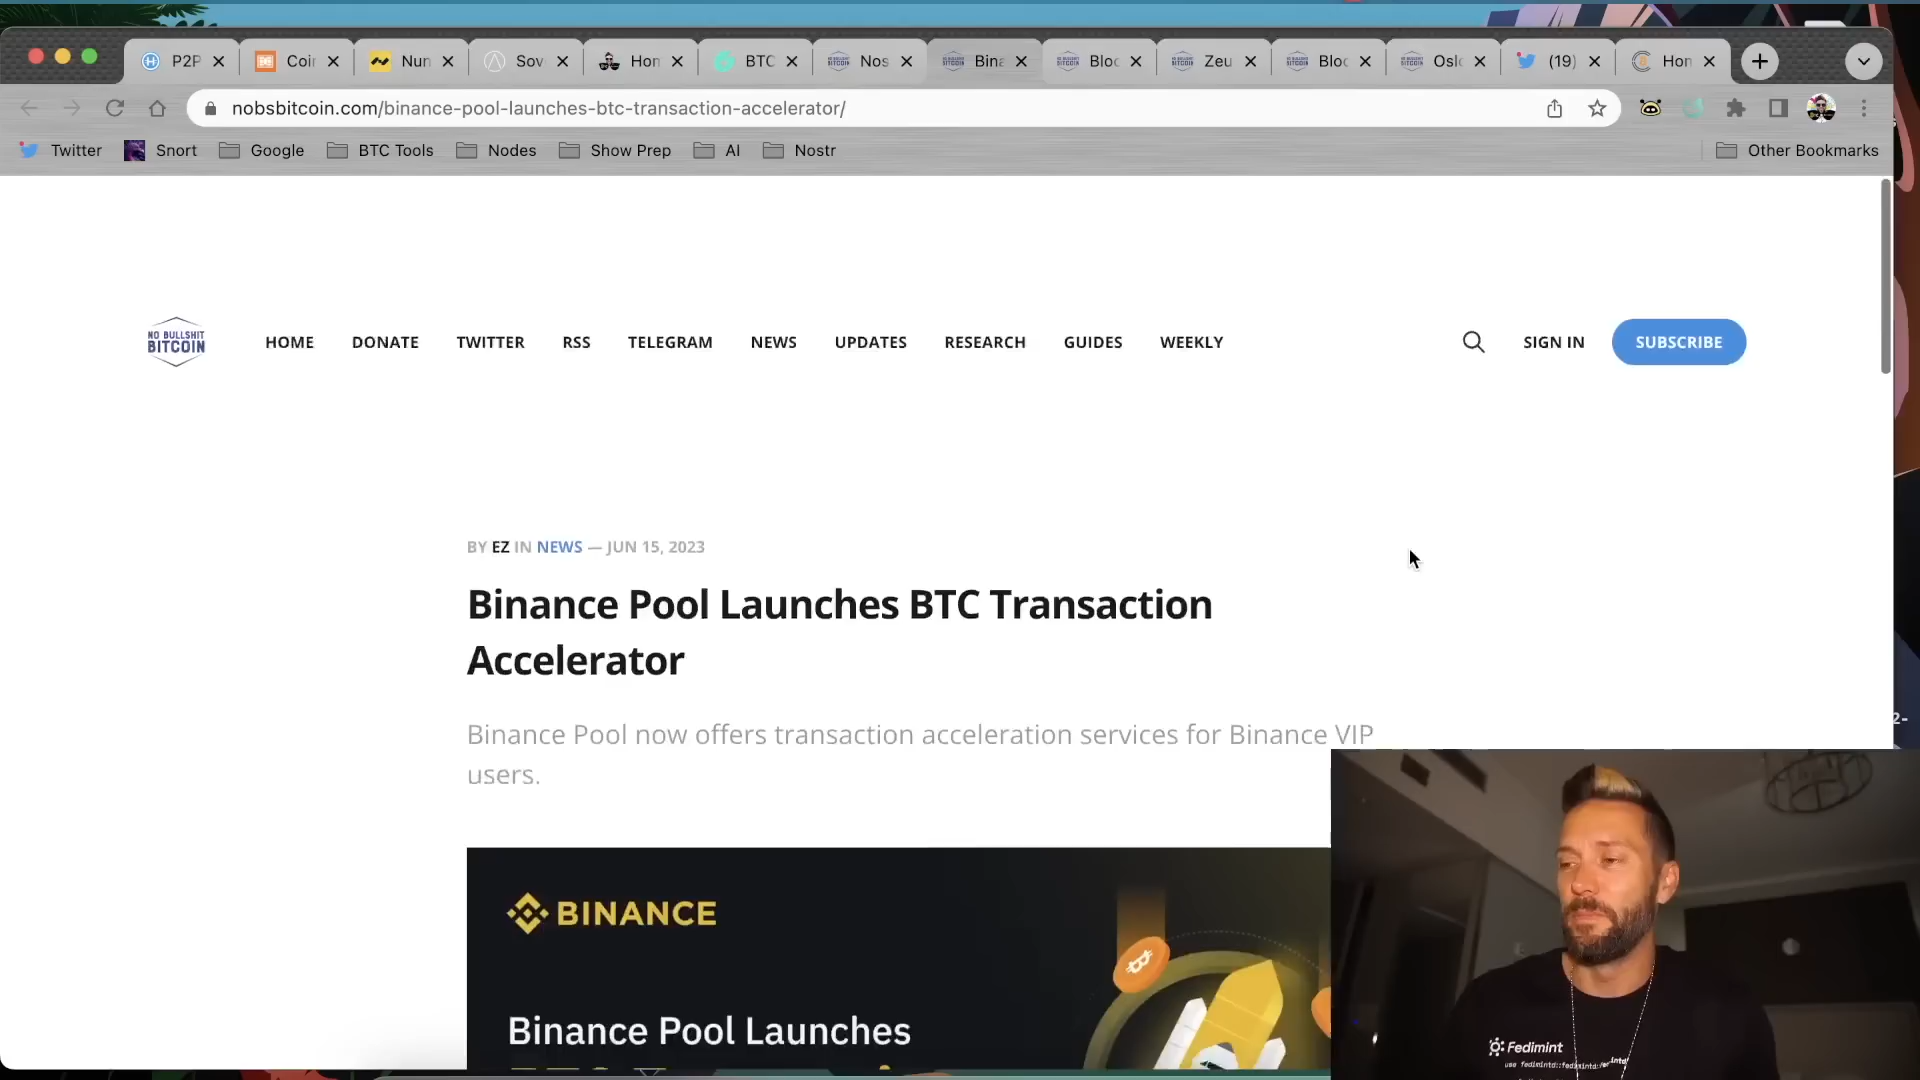 P2P
Coin
Nun
Sov
Hon
BTC
Nos
Bina
Bloc
Zeu
Bloc
Oslo
(19)
Hon
nobsbitcoin.com/binance-pool-launches-btc-transaction-accelerator/
Twitter
Snort
Google
BTC Tools
Nodes
Show Prep
AI
Nostr
Other Bookmarks
NO BULLSHIT
BITCOIN
HOME
DONATE
TWITTER
RSS
TELEGRAM
NEWS
UPDATES
RESEARCH
GUIDES
WEEKLY
SIGN IN
SUBSCRIBE
BY EZ IN NEWS — JUN 15, 2023
Binance Pool Launches BTC Transaction
Accelerator
Binance Pool now offers transaction acceleration services for Binance VIP
users.
2-
BINANCE
Binance Pool Launches
Fedimint